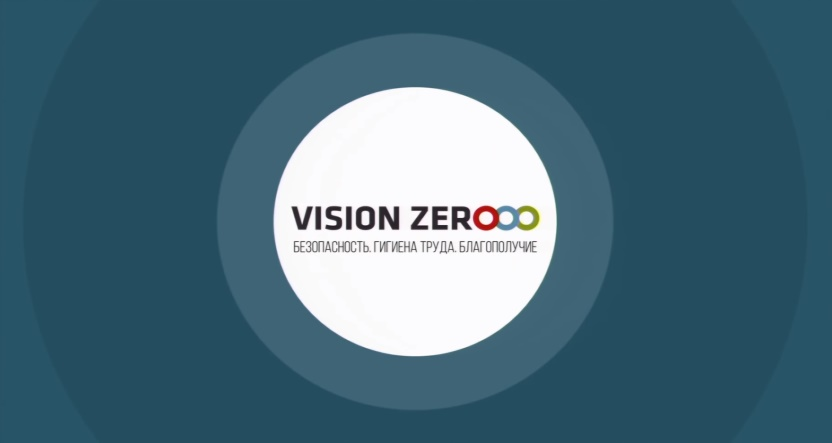 VISION ZERO
БЕЗОПАСНОСТЬ. ГИГИЕНА ТРУДА. БЛАГОПОЛУЧИЕ